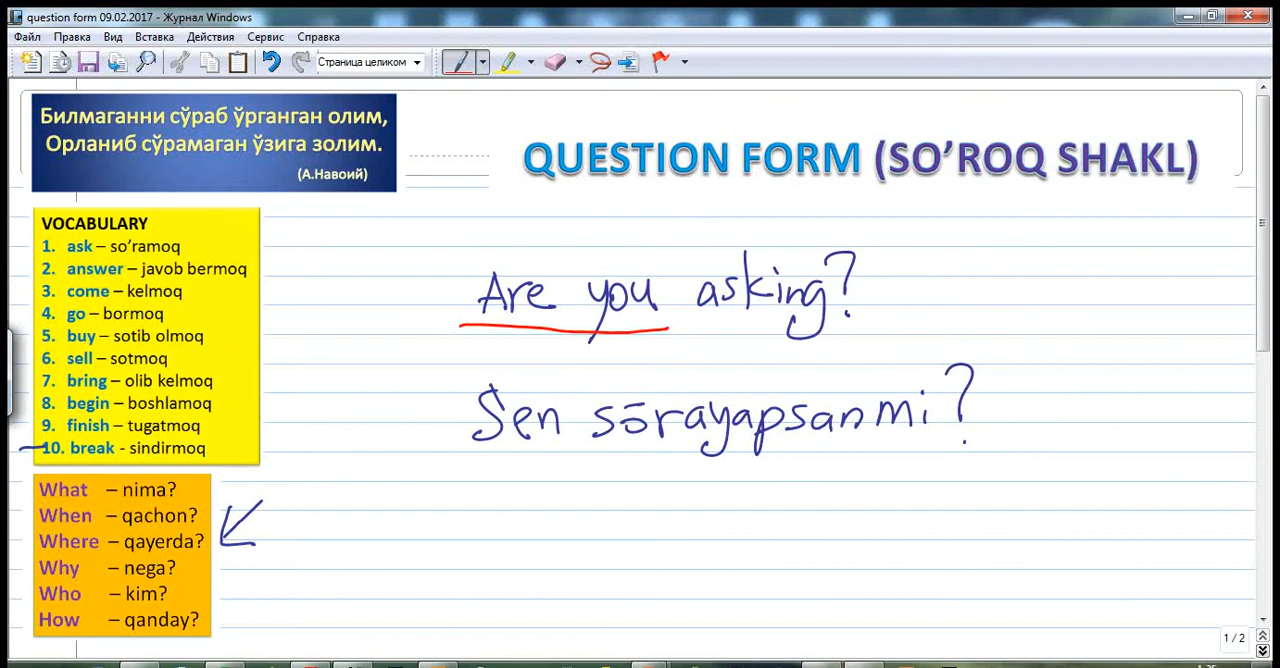 question form 09.02.2017 - Журнал Windows
Файл Правка Вид Вставка Действия Сервис Справка
Страница целиком
Билмаганни сўраб ўрганган олим,
Орланиб сўрамаган ўзига золим.
(А.Навоий)
QUESTION FORM (SO’ROQ SHAKL)
VOCABULARY
1. ask – so’ramoq
2. answer – javob bermoq
3. come – kelmoq
4. go – bormoq
5. buy – sotib olmoq
6. sell – sotmoq
7. bring – olib kelmoq
8. begin – boshlamoq
9. finish – tugatmoq
10. break - sindirmoq
Are you asking?
Sen sōrayapsanmi?
What – nima?
When – qachon?
Where – qayerda?
Why – nega?
Who – kim?
How – qanday?
1 / 2